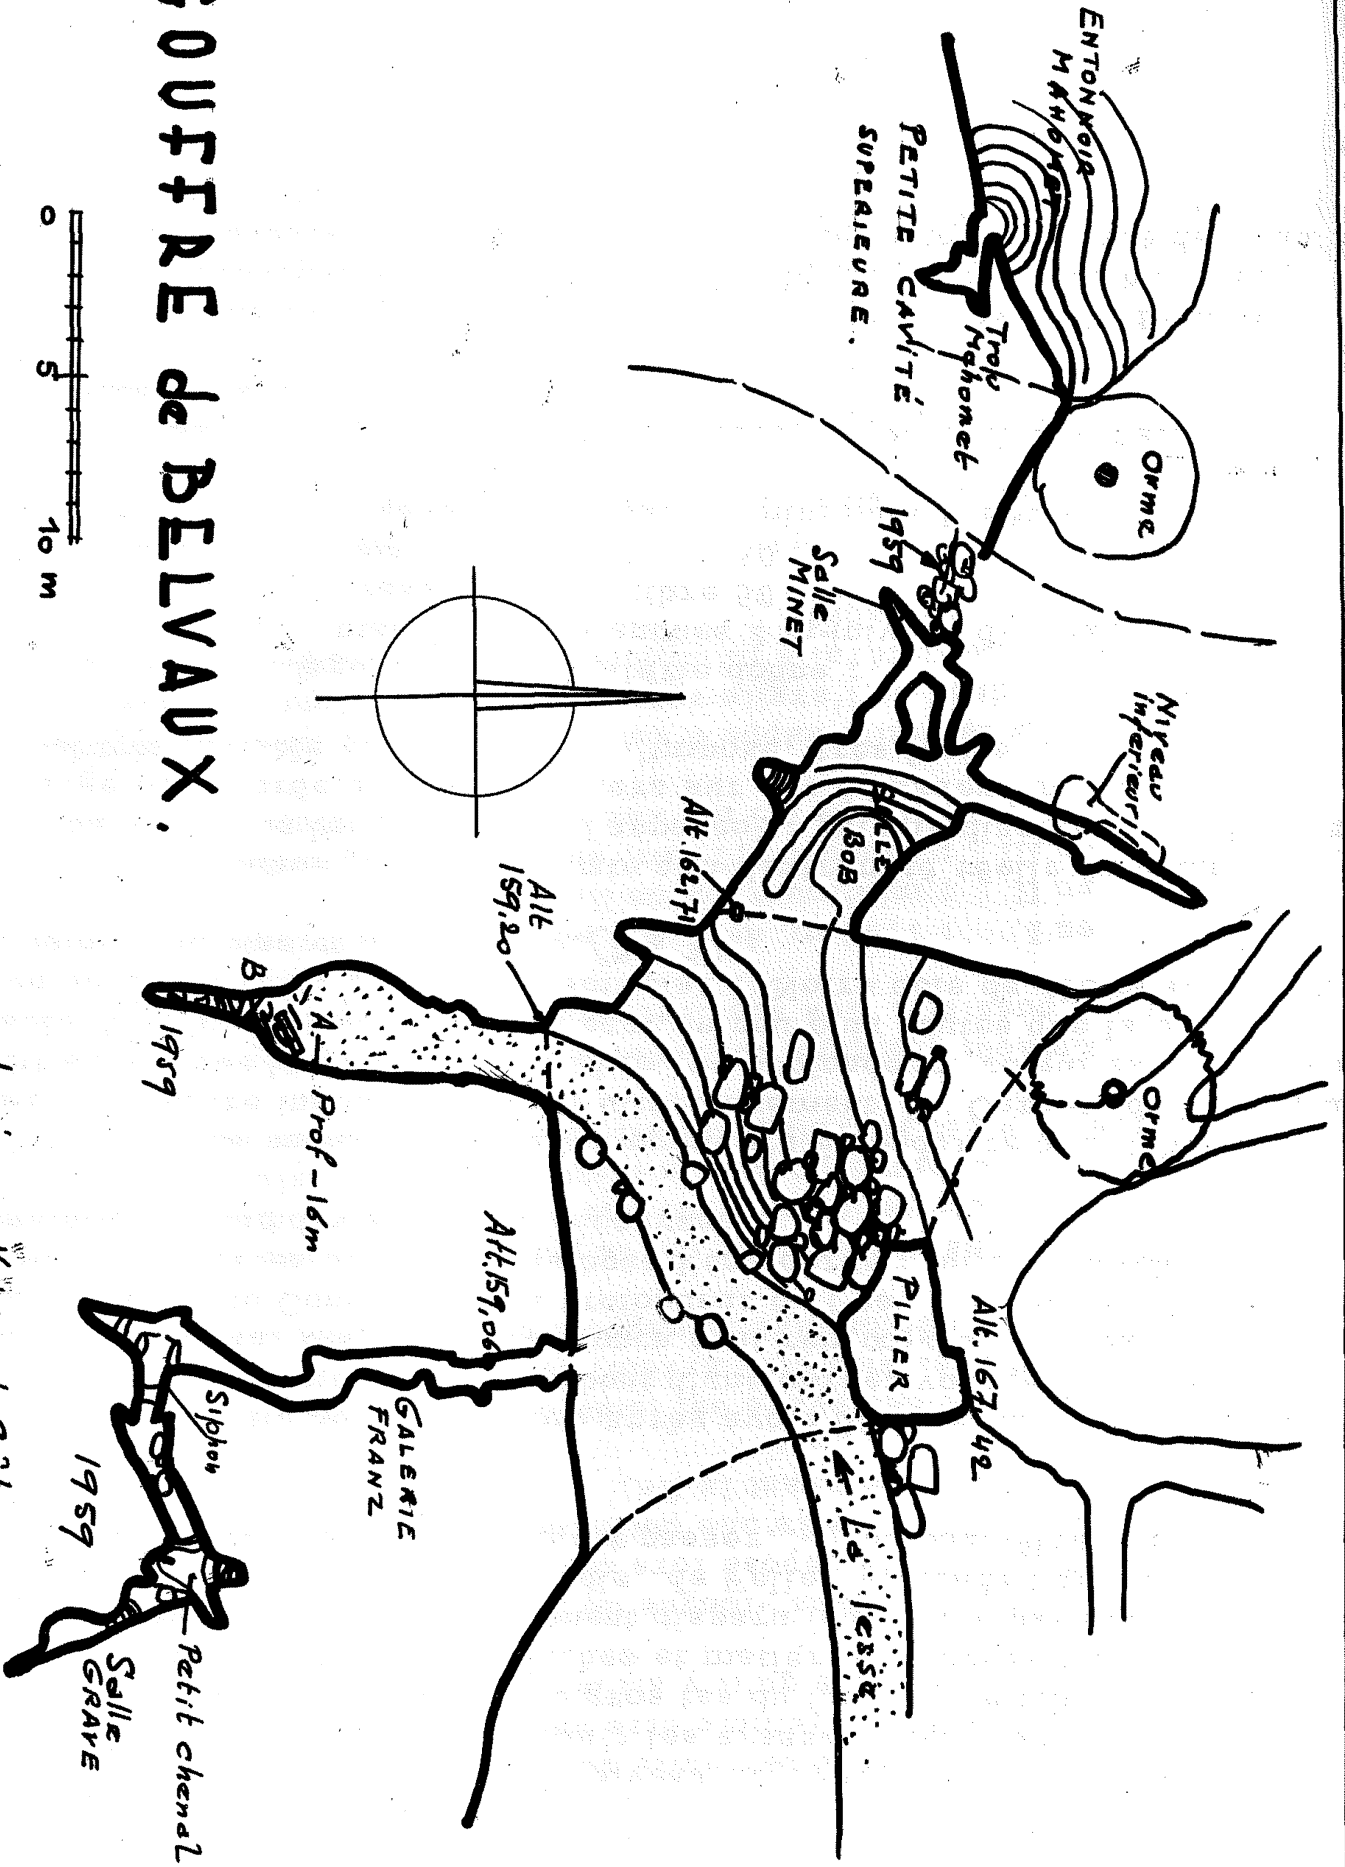 GOUFFRE de BELVAUX.
0 5 10 m
ENTONNOIR
MAHOMET
PETITE CAVITÉ
SUPERIEURE.
Trou
Mahomet
Orme
1959
Salle
MINET
Niveau
inferieur
SALLE
BOB
Alt. 162,71
Alt
159,20
Orme
B
A
1959
Prof - 16m
Alt. 159,06
PILIER
Alt. 167,42
La lesse
GALERIE
FRANZ
Siphon
1959
Petit chenal
Salle
GRAVE